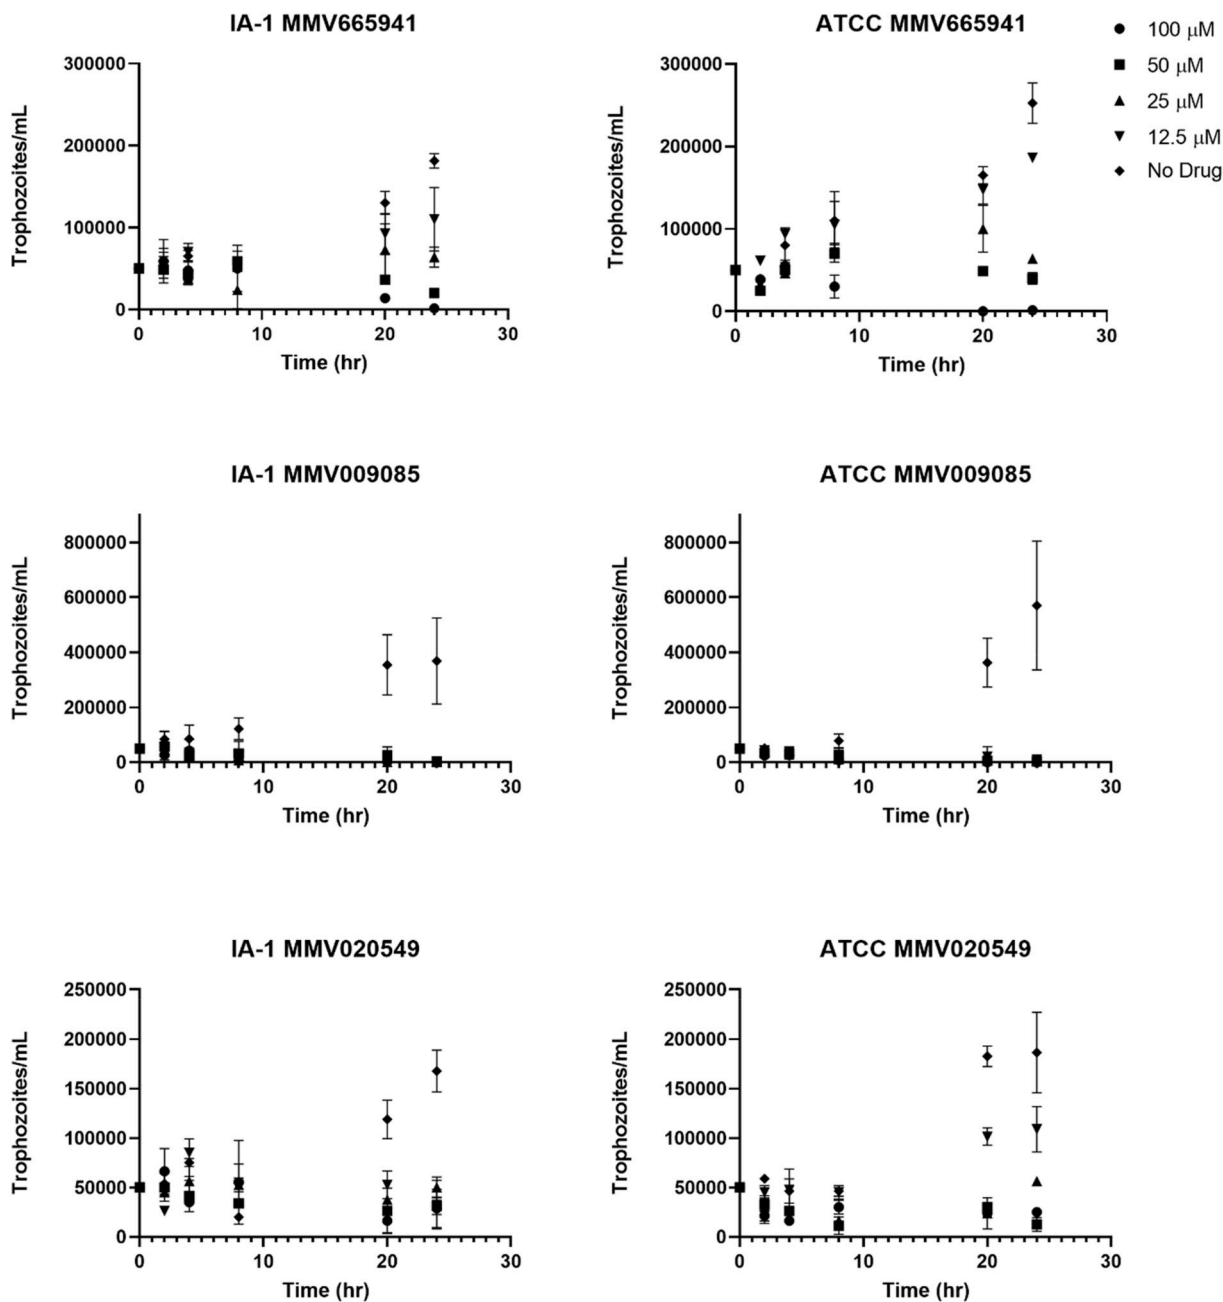 IA-1 MMV665941
300000
200000
100000
0
Trophozoites/mL
0 10 20 30
Time (hr)
ATCC MMV665941
300000
200000
100000
0
Trophozoites/mL
0 10 20 30
Time (hr)
100 μM
50 μM
25 μM
12.5 μM
No Drug
IA-1 MMV009085
800000
600000
400000
200000
0
Trophozoites/mL
0 10 20 30
Time (hr)
ATCC MMV009085
800000
600000
400000
200000
0
Trophozoites/mL
0 10 20 30
Time (hr)
IA-1 MMV020549
250000
200000
150000
100000
50000
0
Trophozoites/mL
0 10 20 30
Time (hr)
ATCC MMV020549
250000
200000
150000
100000
50000
0
Trophozoites/mL
0 10 20 30
Time (hr)